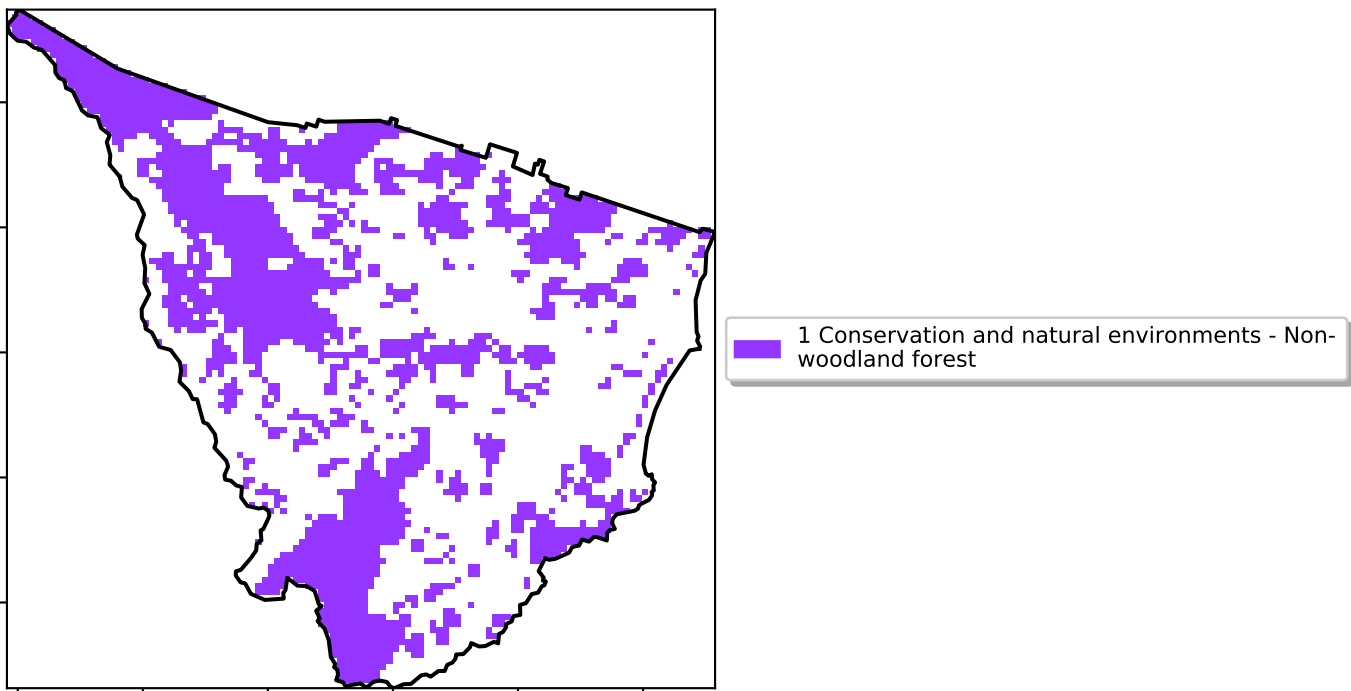 1 Conservation and natural environments - Non-
woodland forest